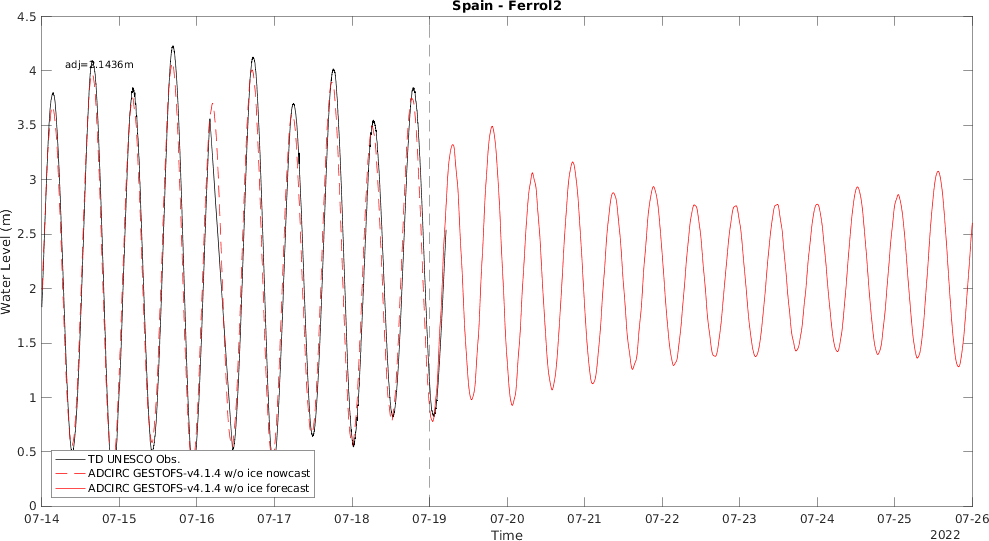 Spain - Ferrol2
4.5
4
3.5
3
2.5
2
1.5
1
0.5
0
Water Level (m)
adj=2.1436m
TD UNESCO Obs.
ADCIRC GESTOFS-v4.1.4 w/o ice nowcast
ADCIRC GESTOFS-v4.1.4 w/o ice forecast
07-14 07-15 07-16 07-17 07-18 07-19 07-20 07-21 07-22 07-23 07-24 07-25 07-26
Time
2022